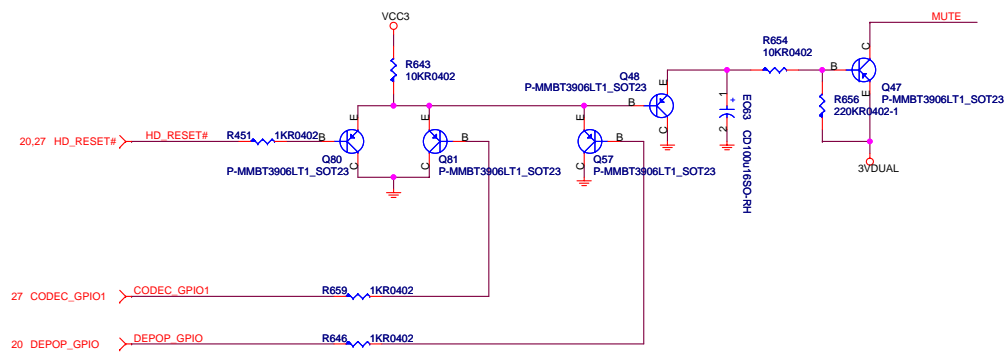 MUTE
VCC3
R654
10KR0402
R643
10KR0402
Q48
P-MMBT3906LT1_SOT23
C
B
E
Q47
P-MMBT3906LT1_SOT23
E
B
C
1
+
2
EC63
CD100u16SO-RH
R656
220KR0402-1
3VDUAL
20,27 HD_RESET#
HD_RESET#
R451
1KR0402
B
E
C
Q80
P-MMBT3906LT1_SOT23
E
B
C
Q81
P-MMBT3906LT1_SOT23
E
B
C
Q57
P-MMBT3906LT1_SOT23
27 CODEC_GPIO1
CODEC_GPIO1
R659
1KR0402
20 DEPOP_GPIO
DEPOP_GPIO
R646
1KR0402